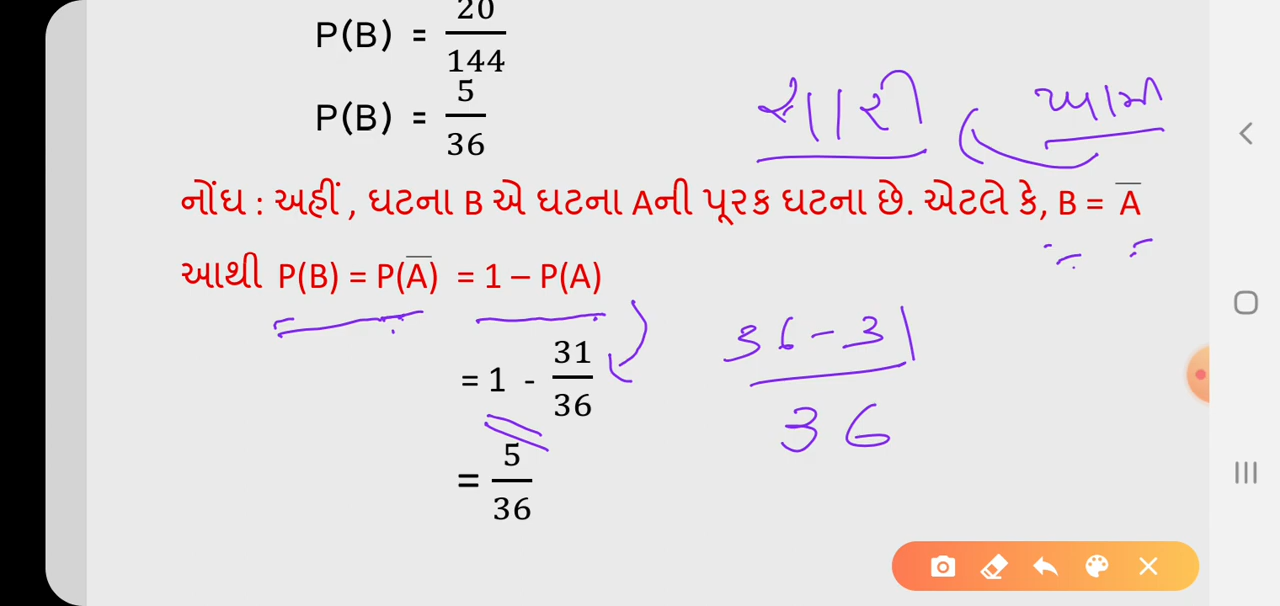 P(B) = 20/144
P(B) = 5/36
સારી
ખામી
નોંધ : અહીં , ઘટના B એ ઘટના Aની પૂરક ઘટના છે. એટલે કે, B = A̅
આથી P(B) = P(A̅) = 1 – P(A)
= 1 - 31/36
36-31/36
= 5/36